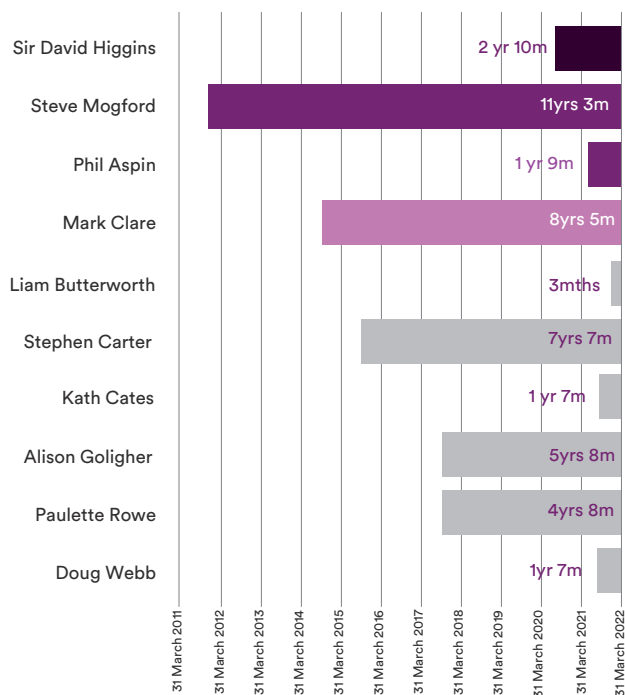 Sir David Higgins 2 yr 10m
Steve Mogford 11yrs 3m
Phil Aspin 1 yr 9m
Mark Clare 8yrs 5m
Liam Butterworth 3mths
Stephen Carter 7yrs 7m
Kath Cates 1 yr 7m
Alison Goligher 5yrs 8m
Paulette Rowe 4yrs 8m
Doug Webb 1yr 7m
31 March 2011
31 March 2012
31 March 2013
31 March 2014
31 March 2015
31 March 2016
31 March 2017
31 March 2018
31 March 2019
31 March 2020
31 March 2021
31 March 2022